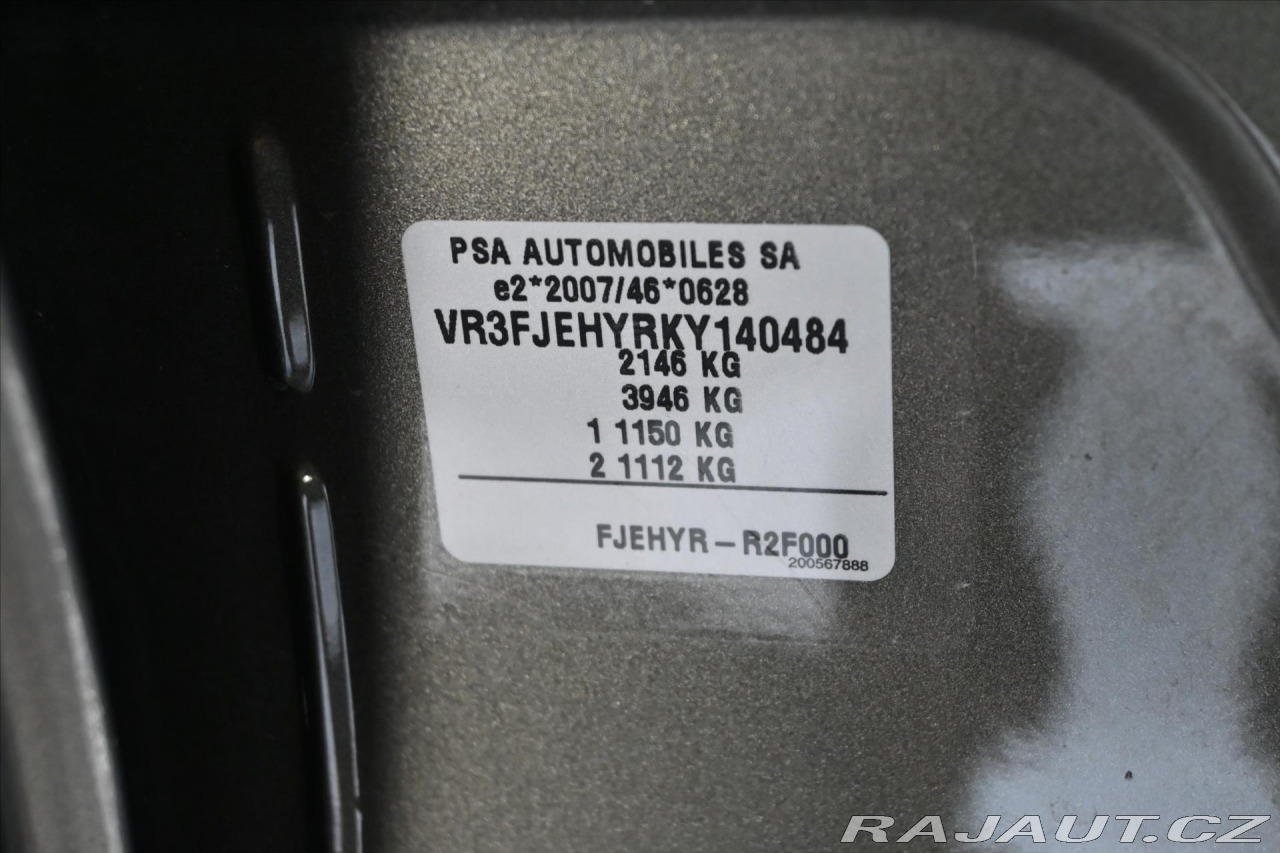 PSA AUTOMOBILES SA
e2*2007/46*0628
VR3FJEHYRKY140484
2146 KG
3946 KG
1 1150 KG
2 1112 KG
FJEHYR-R2F000
200567888
RAJAUT.CZ